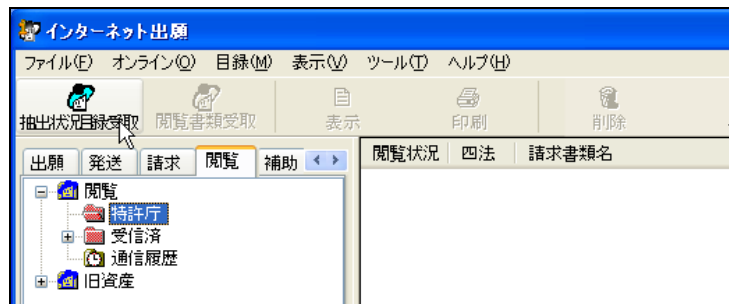 インターネット出願
ファイル(F) オンライン(O) 目録(M) 表示(V) ツール(T) ヘルプ(H)
抽出状況目録受取 閲覧書類受取 表示 印刷 削除
出願 発送 請求 閲覧 補助 閲覧状況 四法 請求書類名
閲覧
特許庁
受信済
通信履歴
旧資産